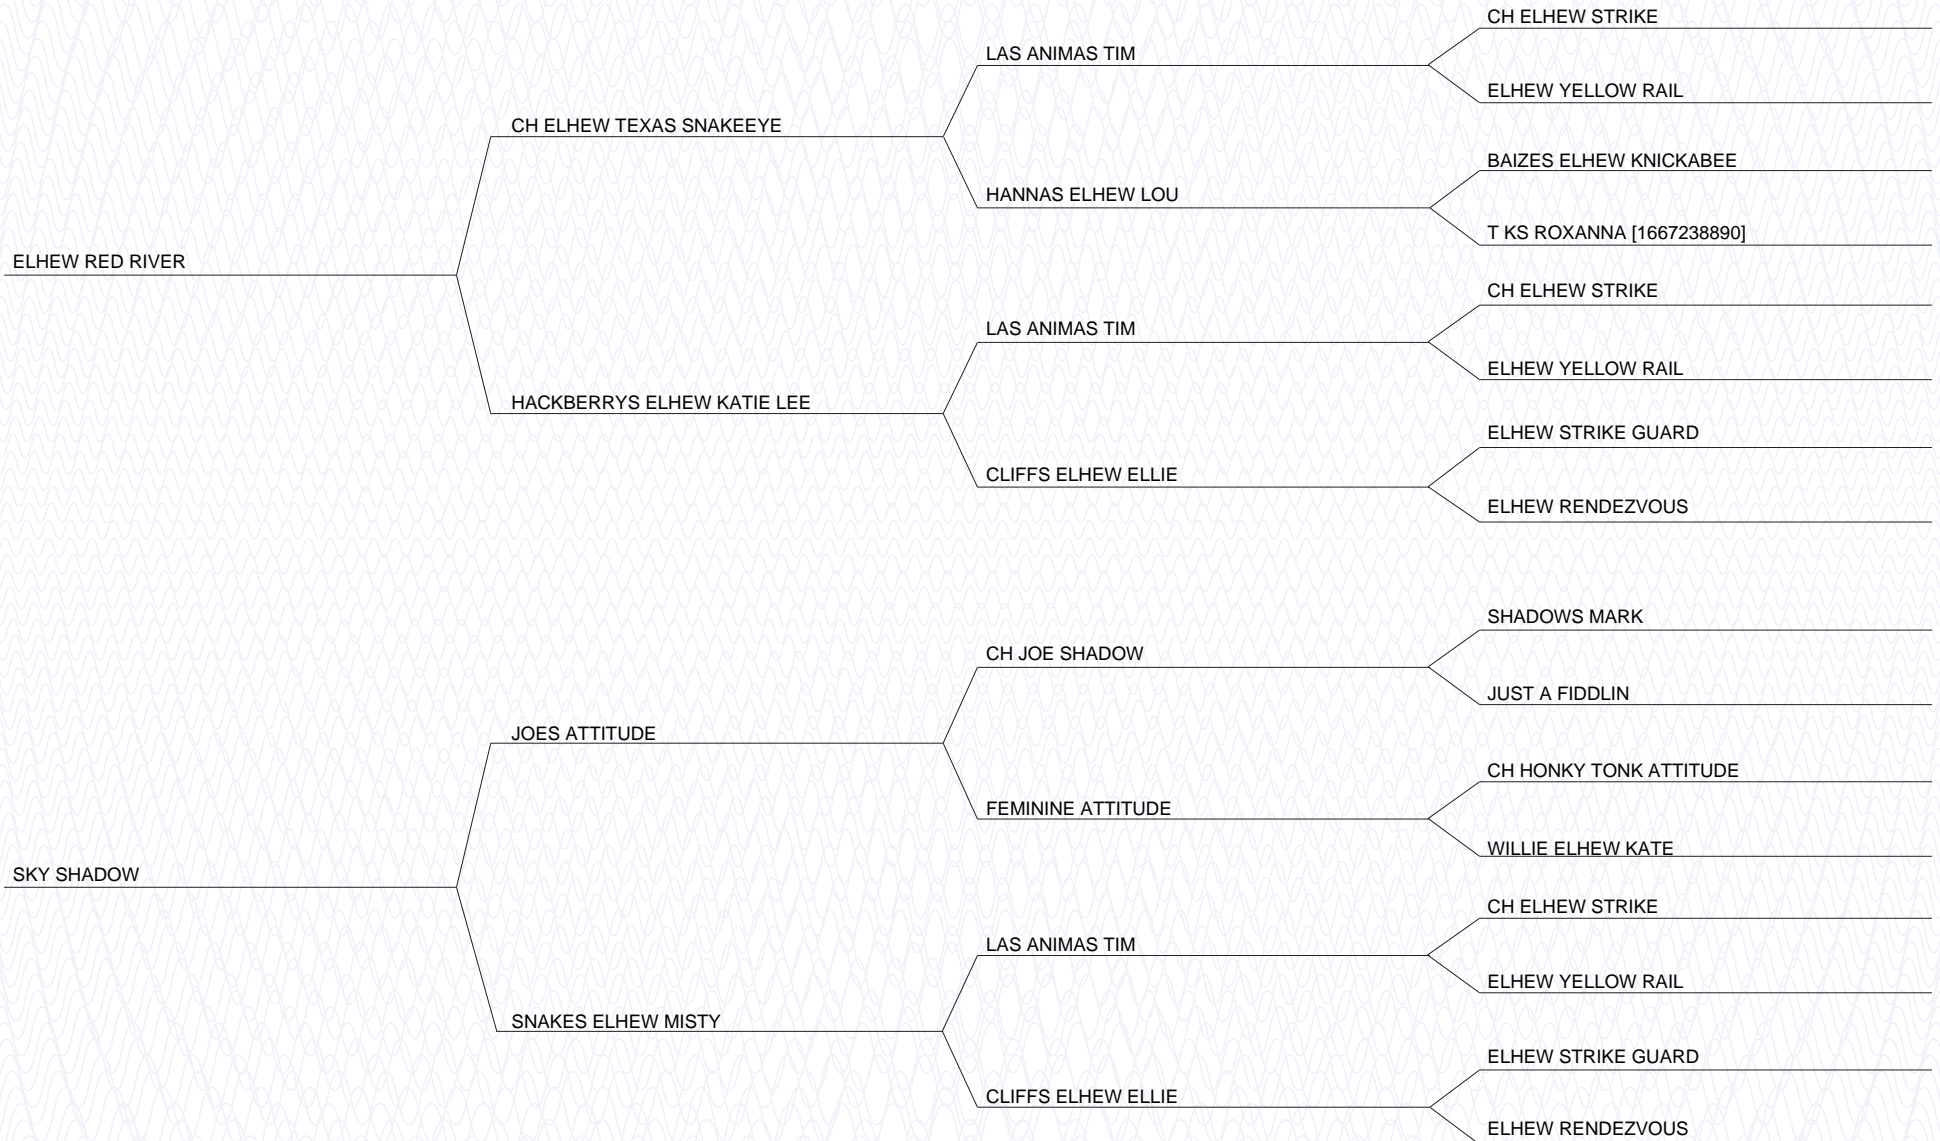 CH ELHEW STRIKE
LAS ANIMAS TIM
ELHEW YELLOW RAIL
CH ELHEW TEXAS SNAKEEYE
BAIZES ELHEW KNICKABEE
HANNAS ELHEW LOU
T KS ROXANNA [1667238890]
ELHEW RED RIVER
CH ELHEW STRIKE
LAS ANIMAS TIM
ELHEW YELLOW RAIL
HACKBERRYS ELHEW KATIE LEE
ELHEW STRIKE GUARD
CLIFFS ELHEW ELLIE
ELHEW RENDEZVOUS
SHADOWS MARK
CH JOE SHADOW
JUST A FIDDLIN
JOES ATTITUDE
CH HONKY TONK ATTITUDE
FEMININE ATTITUDE
WILLIE ELHEW KATE
SKY SHADOW
CH ELHEW STRIKE
LAS ANIMAS TIM
ELHEW YELLOW RAIL
SNAKES ELHEW MISTY
ELHEW STRIKE GUARD
CLIFFS ELHEW ELLIE
ELHEW RENDEZVOUS